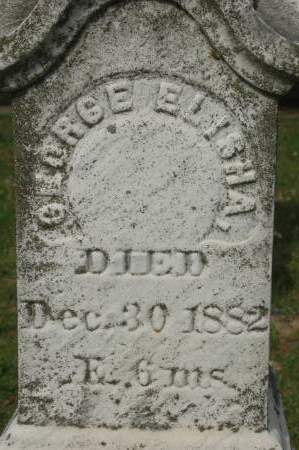 GEORGE ELISHA,
DIED
Dec. 30 1882
Æ. 6 ms